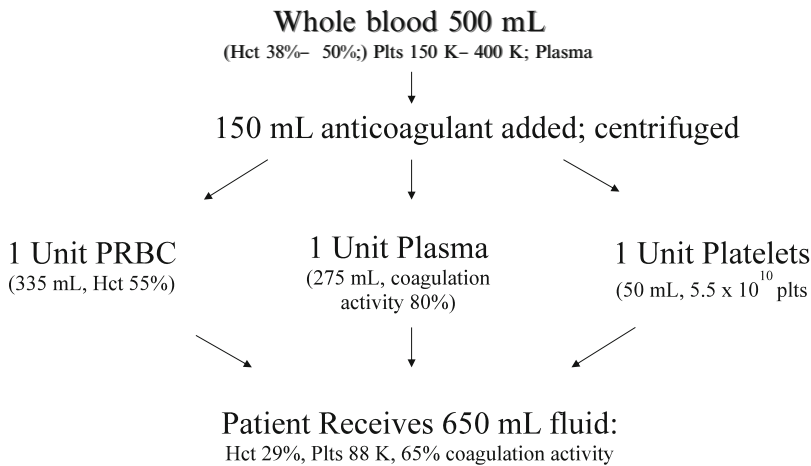 Whole blood 500 mL
(Hct 38%– 50%;) Plts 150 K– 400 K; Plasma
150 mL anticoagulant added; centrifuged
1 Unit PRBC
(335 mL, Hct 55%)
1 Unit Plasma
(275 mL, coagulation
activity 80%)
1 Unit Platelets
(50 mL, 5.5 x 10¹⁰ plts
Patient Receives 650 mL fluid:
Hct 29%, Plts 88 K, 65% coagulation activity